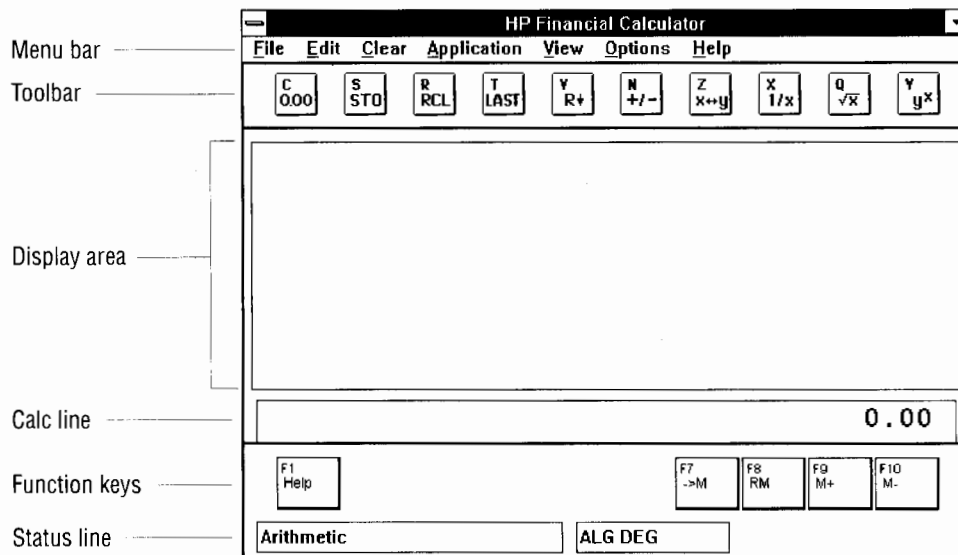 HP Financial Calculator
Menu bar
File Edit Clear Application View Options Help
Toolbar
C 0.00
S STO
R RCL
T LAST
V R↓
N +/-
Z x↔y
X 1/x
Q √x
Y yˣ
Display area
Calc line
0.00
Function keys
F1 Help
F7 ->M
F8 RM
F9 M+
F10 M-
Status line
Arithmetic
ALG DEG